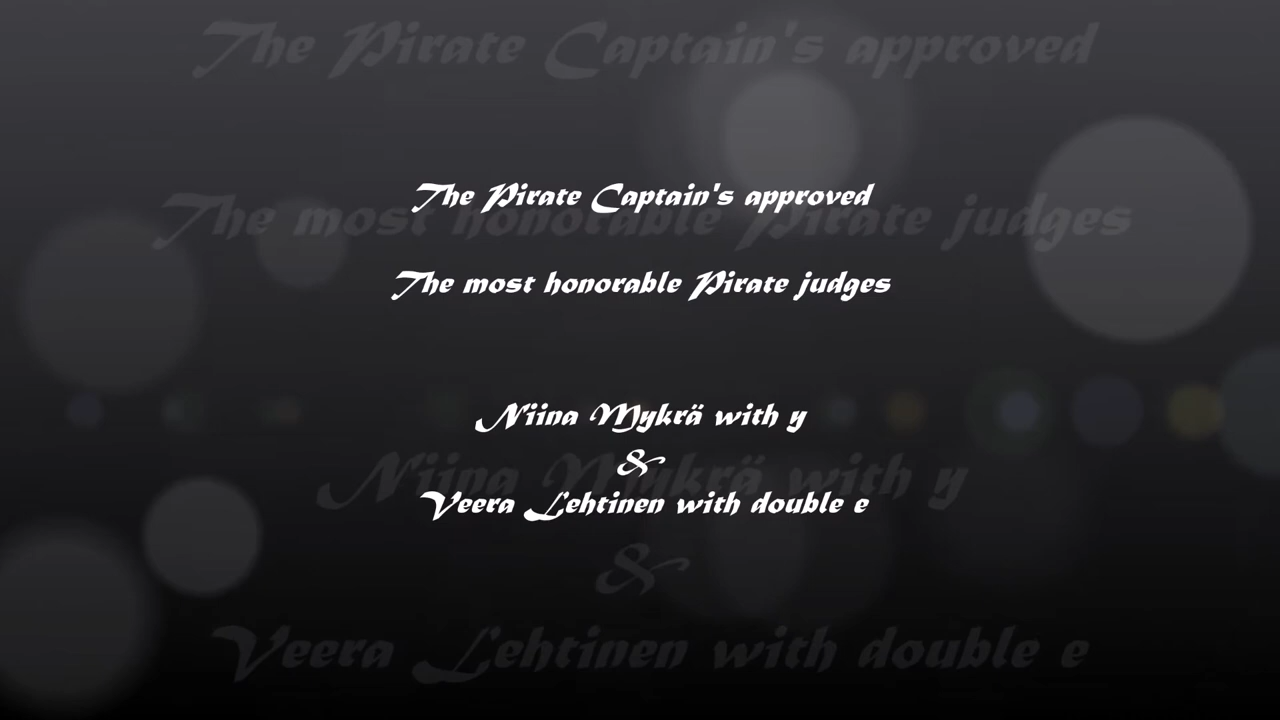 The Pirate Captain's approved
The most honorable Pirate judges
Niina Mykrä with y
&
Veera Lehtinen with double e